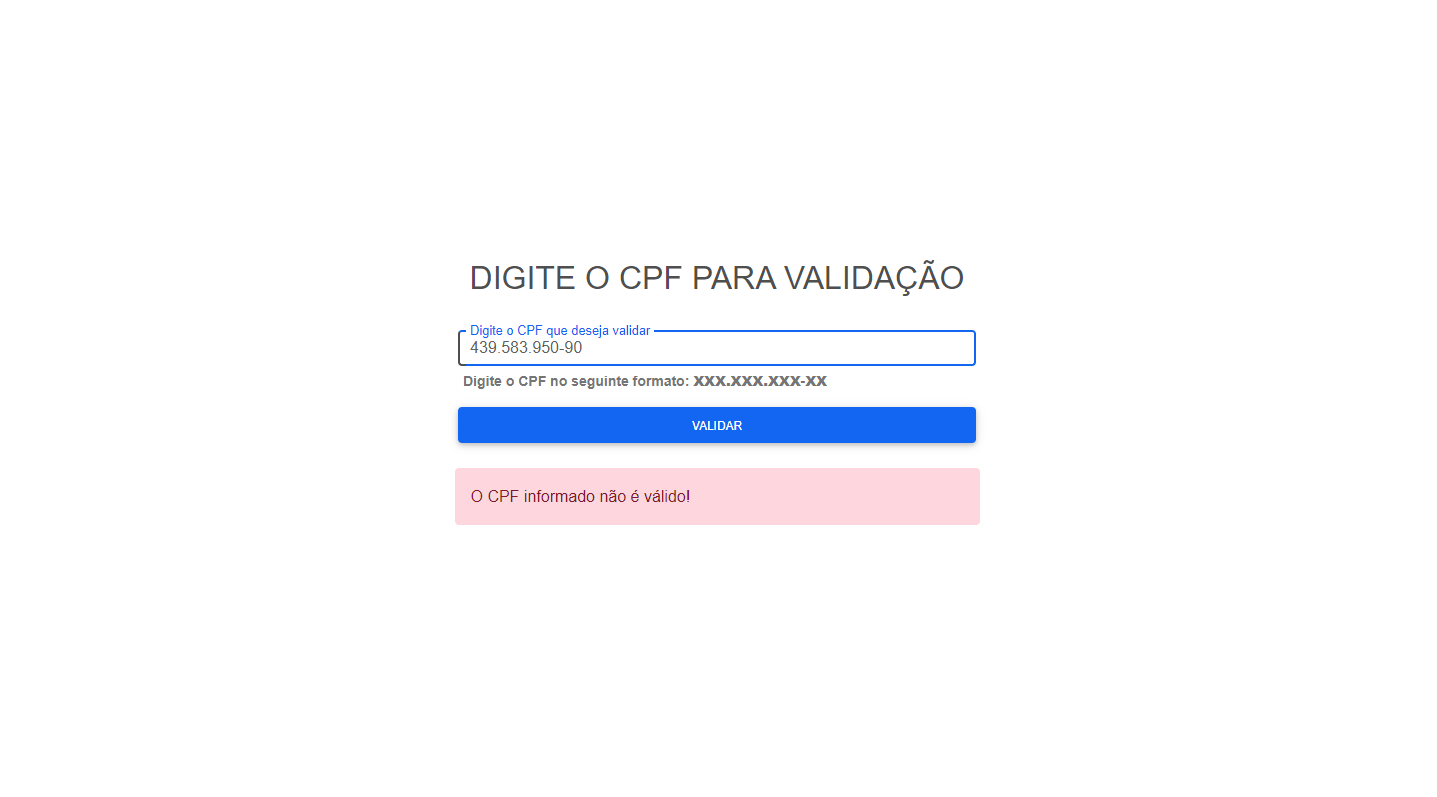 DIGITE O CPF PARA VALIDAÇÃO
Digite o CPF que deseja validar
439.583.950-90
Digite o CPF no seguinte formato: XXX.XXX.XXX-XX
VALIDAR
O CPF informado não é válido!